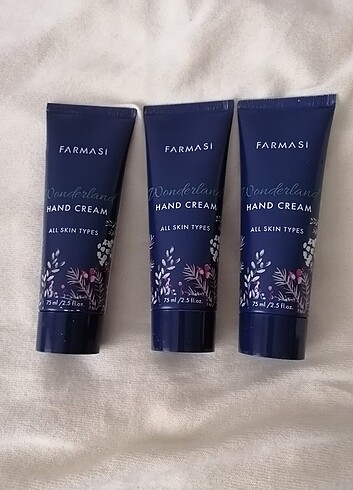 FARMASi
Wonderland
HAND CREAM
ALL SKIN TYPES
75 ml /2.5 fl.oz.
FARMASi
Wonderland
HAND CREAM
ALL SKIN TYPES
75 ml /2.5 fl.oz.
FARMASi
Wonderland
HAND CREAM
ALL SKIN TYPES
75 ml /2.5 fl.oz.